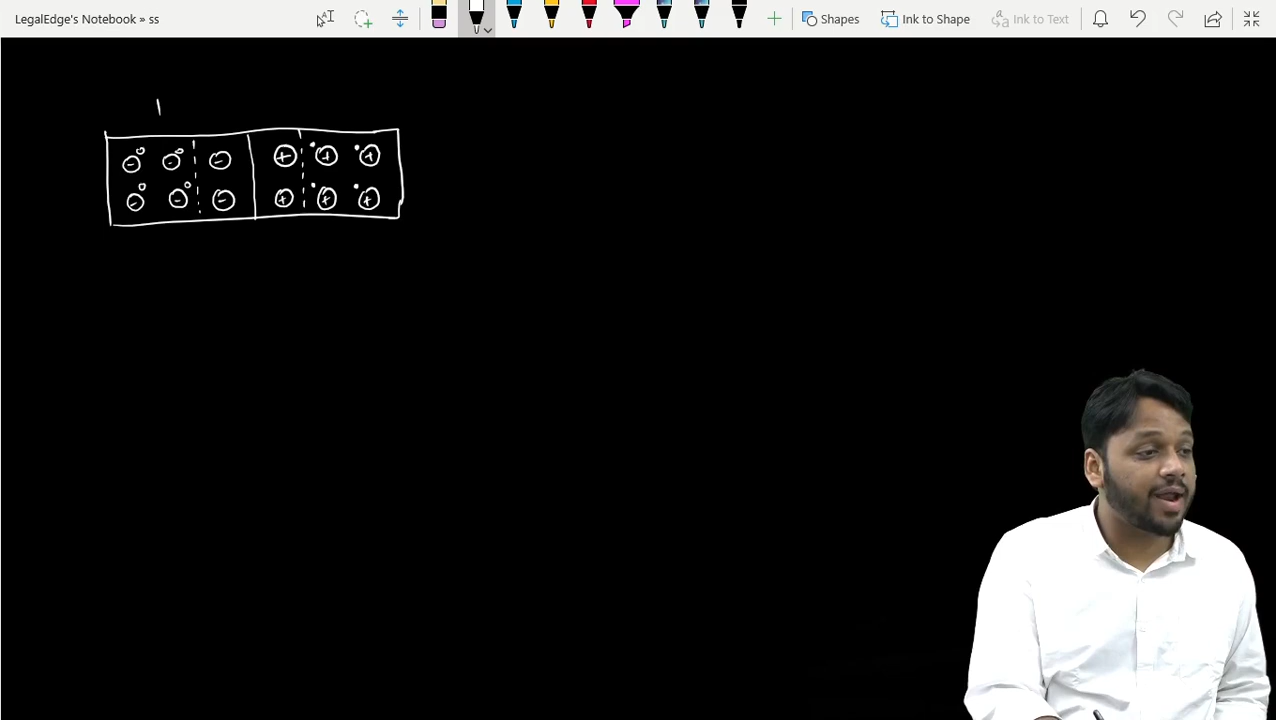 LegalEdge's Notebook » ss
Shapes
Ink to Shape
Ink to Text
- - - + + +
- - - + + +